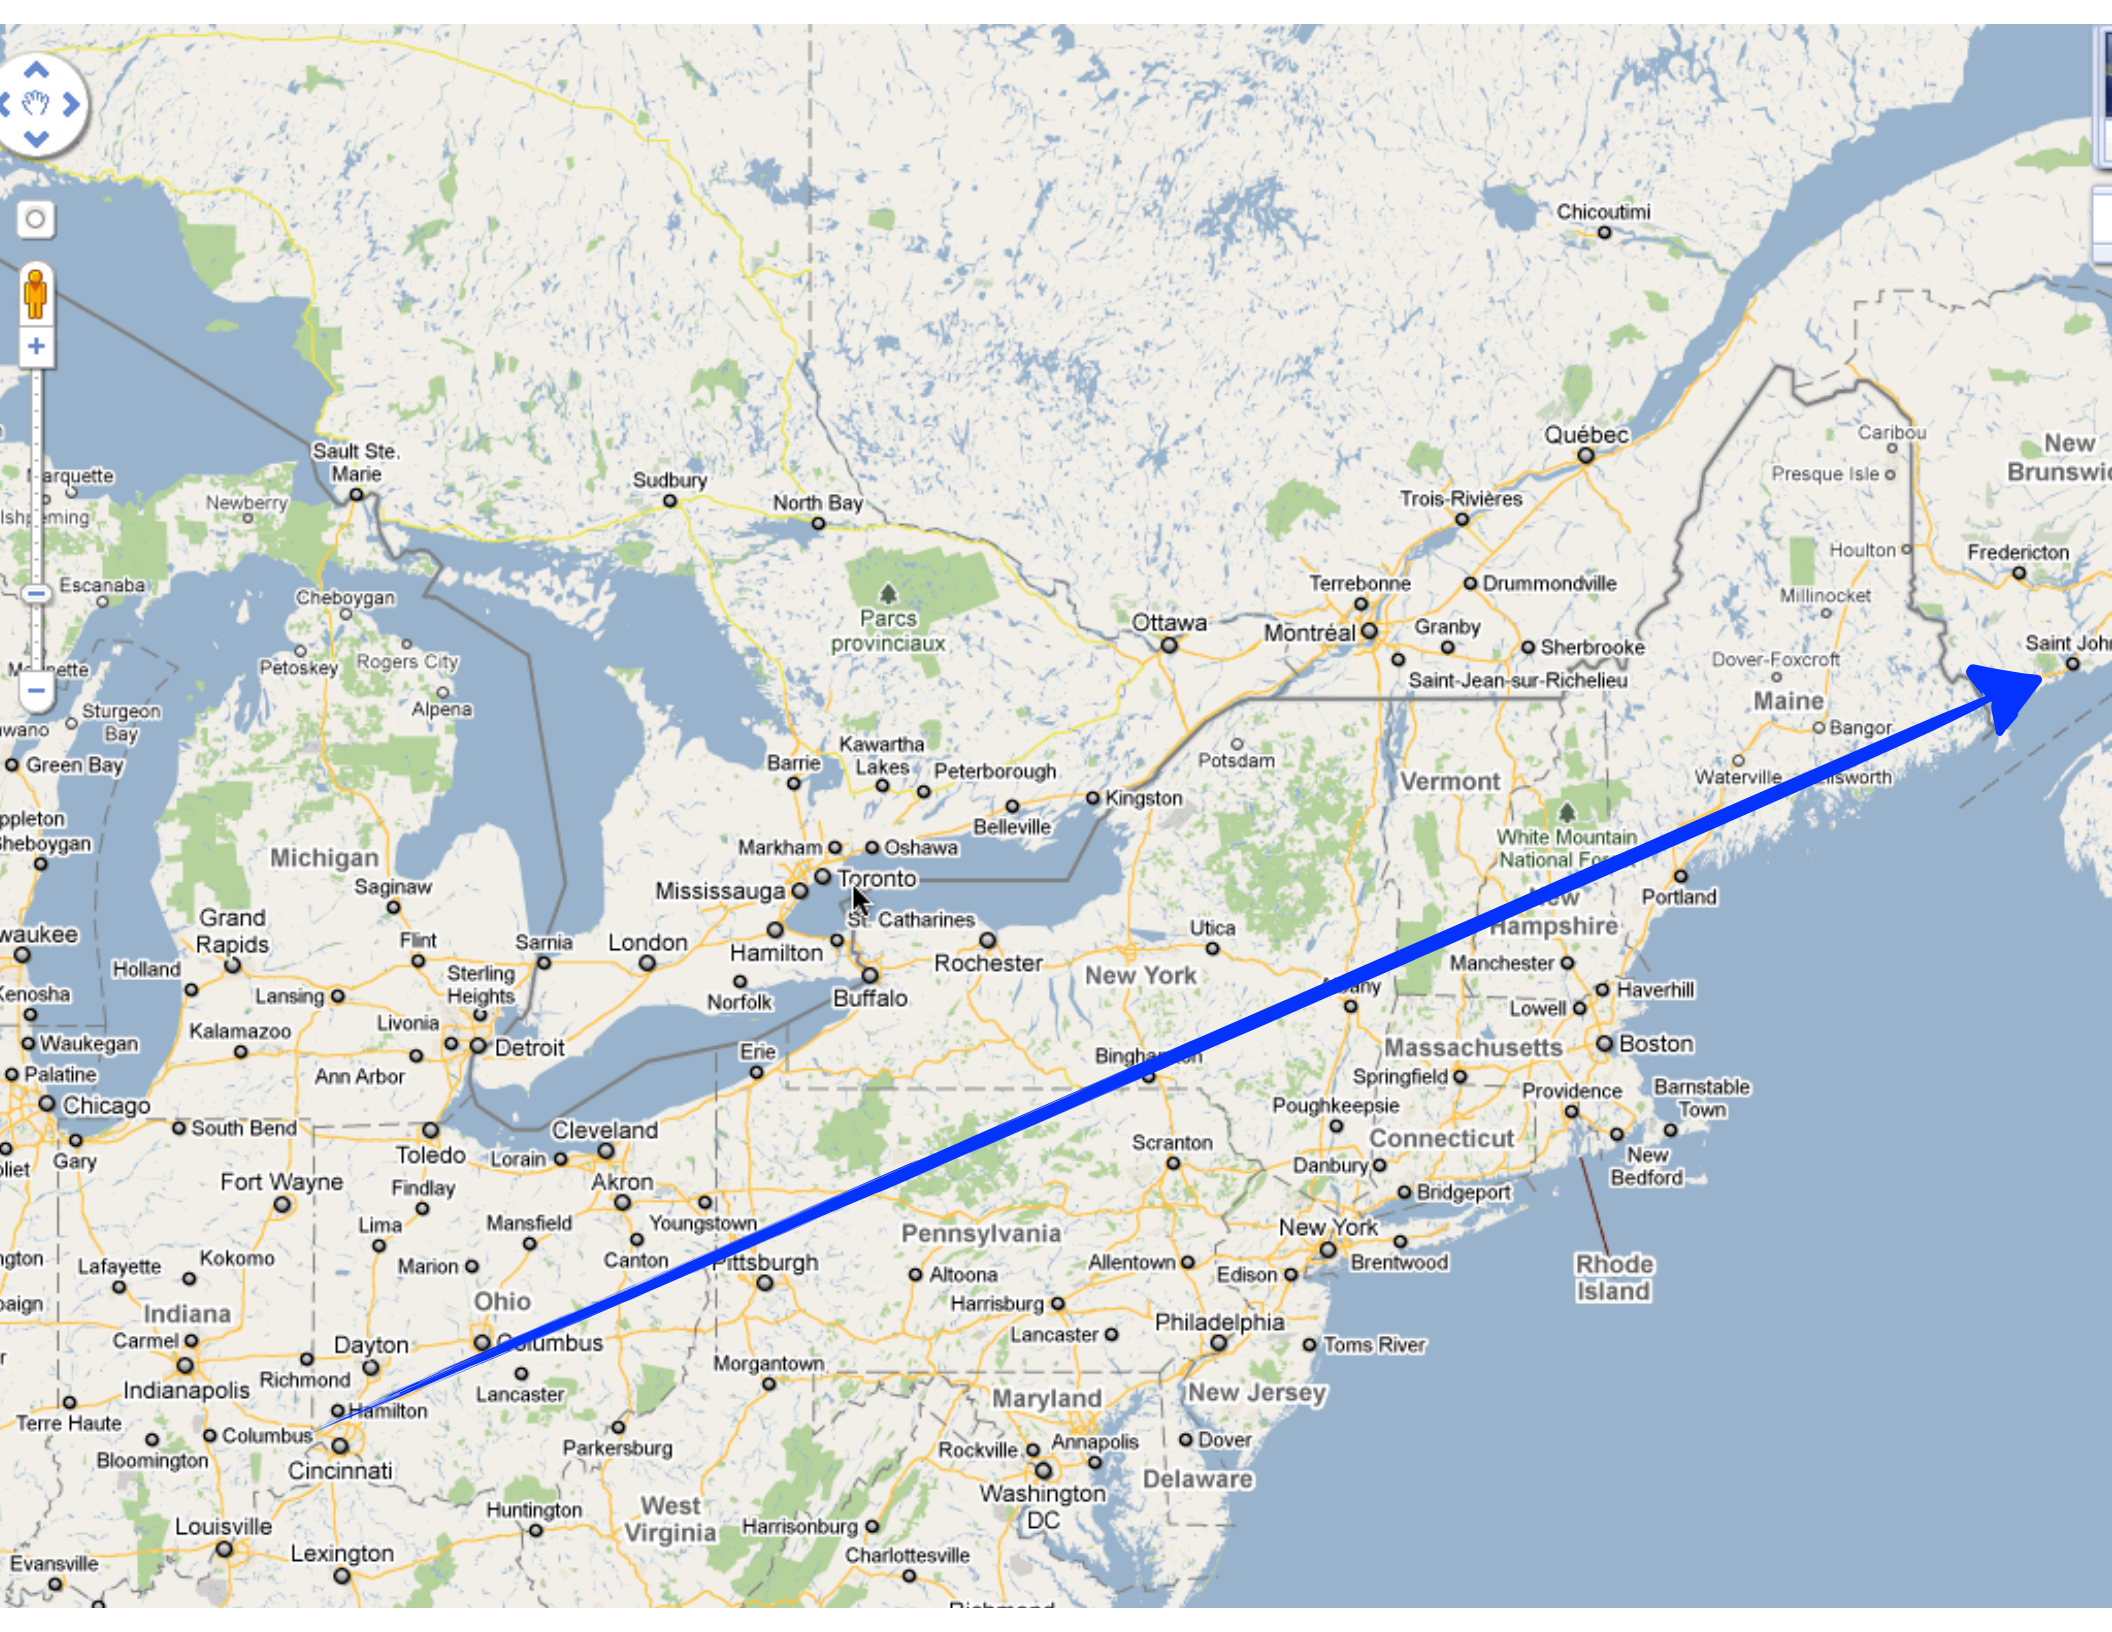 Chicoutimi
Québec
Caribou
New
Presque Isle
Sault Ste.
Marie
Sudbury
Trois-Rivières
Newberry
North Bay
Houlton
Fredericton
Escanaba
Cheboygan
Terrebonne
Drummondville
Millinocket
Parcs
provinciaux
Ottawa
Montréal
Granby
Sherbrooke
Petoskey
Rogers City
Dover-Foxcroft
Saint-Jean-sur-Richelieu
Maine
Alpena
Sturgeon
Bay
Bangor
Green Bay
Barrie
Kawartha
Lakes
Peterborough
Potsdam
Vermont
Waterville
Kingston
Belleville
White Mountain
Michigan
Saginaw
Markham
Oshawa
Toronto
Mississauga
Portland
Grand
Rapids
St. Catharines
Hampshire
Flint
Sarnia
London
Hamilton
Utica
Rochester
New York
Manchester
Holland
Lansing
Sterling
Heights
Norfolk
Buffalo
Haverhill
Lowell
Kalamazoo
Livonia
Detroit
Waukegan
Erie
Massachusetts
Boston
Palatine
Ann Arbor
Springfield
Providence
Barnstable
Town
Chicago
Poughkeepsie
South Bend
Toledo
Lorain
Cleveland
Scranton
Connecticut
Gary
Danbury
New
Bedford
Fort Wayne
Findlay
Akron
Bridgeport
Lima
Mansfield
Youngstown
Pennsylvania
New York
Lafayette
Kokomo
Marion
Canton
Pittsburgh
Altoona
Allentown
Edison
Brentwood
Rhode
Island
Indiana
Ohio
Harrisburg
Carmel
Dayton
Columbus
Lancaster
Philadelphia
Toms River
Indianapolis
Richmond
Lancaster
Morgantown
Maryland
New Jersey
Terre Haute
Hamilton
Columbus
Bloomington
Cincinnati
Parkersburg
Rockville
Annapolis
Dover
Washington
DC
Delaware
Louisville
Huntington
West
Virginia
Harrisonburg
Evansville
Lexington
Charlottesville